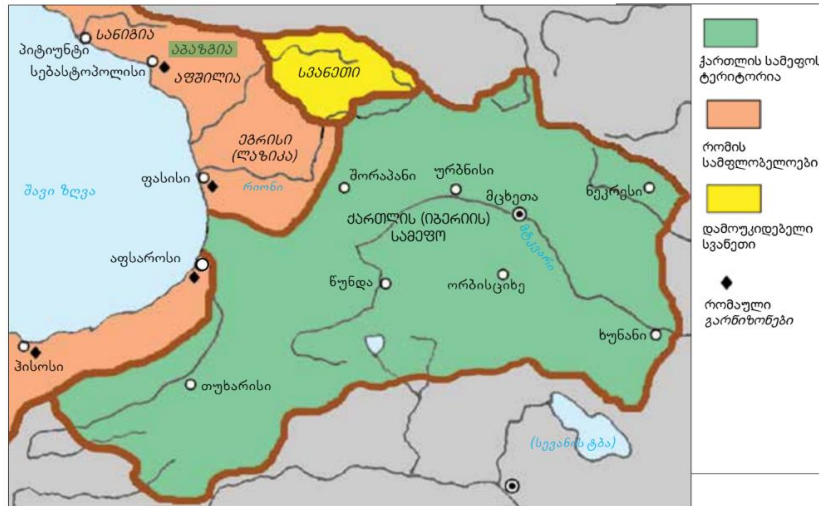 სანიგია
პიტიუნტი
აბაზგია
სებასტოპოლისი
აფშილია
სვანეთი
ეგრისი
(ლაზიკა)
შავი ზღვა
ფასისი
რიონი
შორაპანი
ურბნისი
მცხეთა
ნეკრესი
ქართლის (იბერიის)
სამეფო
მტკვარი
აფსაროსი
წუნდა
ორბისციხე
ხუნანი
პისოსი
თუხარისი
(სევანის ტბა)
ქართლის სამეფოს
ტერიტორია
რომის
სამფლობელოები
დამოუკიდებელი
სვანეთი
რომაული
გარნიზონები